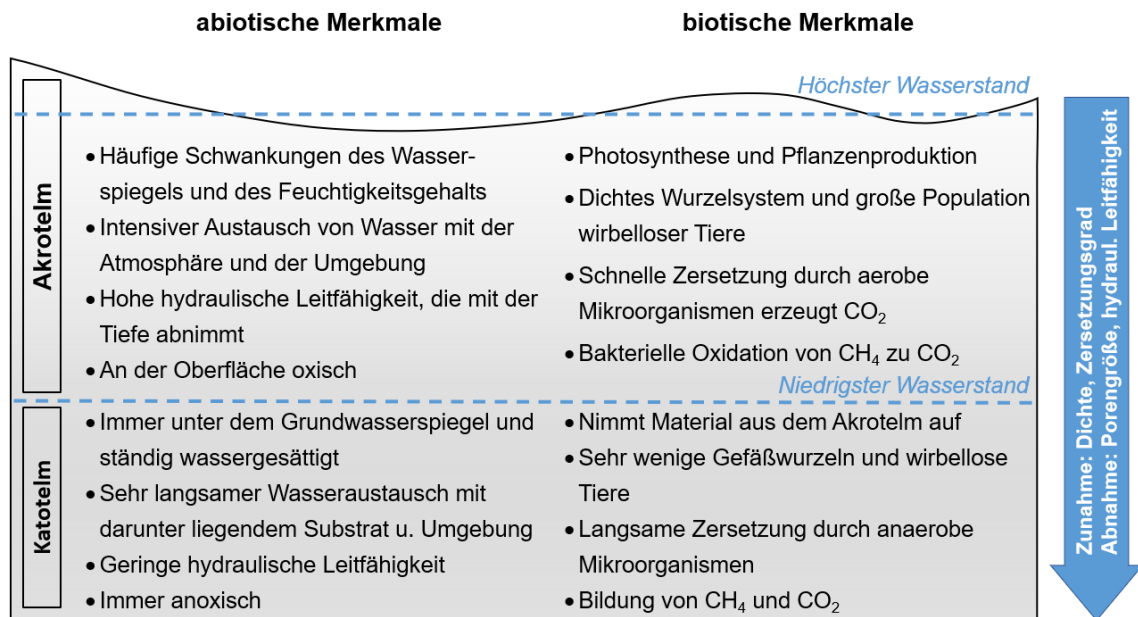 abiotische Merkmale
biotische Merkmale
Höchster Wasserstand
Akrotelm
• Häufige Schwankungen des Wasser-
spiegels und des Feuchtigkeitsgehalts
• Intensiver Austausch von Wasser mit der
Atmosphäre und der Umgebung
• Hohe hydraulische Leitfähigkeit, die mit der
Tiefe abnimmt
• An der Oberfläche oxisch
• Photosynthese und Pflanzenproduktion
• Dichtes Wurzelsystem und große Population
wirbelloser Tiere
• Schnelle Zersetzung durch aerobe
Mikroorganismen erzeugt CO₂
• Bakterielle Oxidation von CH₄ zu CO₂
Niedrigster Wasserstand
Katotelm
• Immer unter dem Grundwasserspiegel und
ständig wassergesättigt
• Sehr langsamer Wasseraustausch mit
darunter liegendem Substrat u. Umgebung
• Geringe hydraulische Leitfähigkeit
• Immer anoxisch
• Nimmt Material aus dem Akrotelm auf
• Sehr wenige Gefäßwurzeln und wirbellose
Tiere
• Langsame Zersetzung durch anaerobe
Mikroorganismen
• Bildung von CH₄ und CO₂
Zunahme: Dichte, Zersetzungsgrad
Abnahme: Porengröße, hydraul. Leitfähigkeit